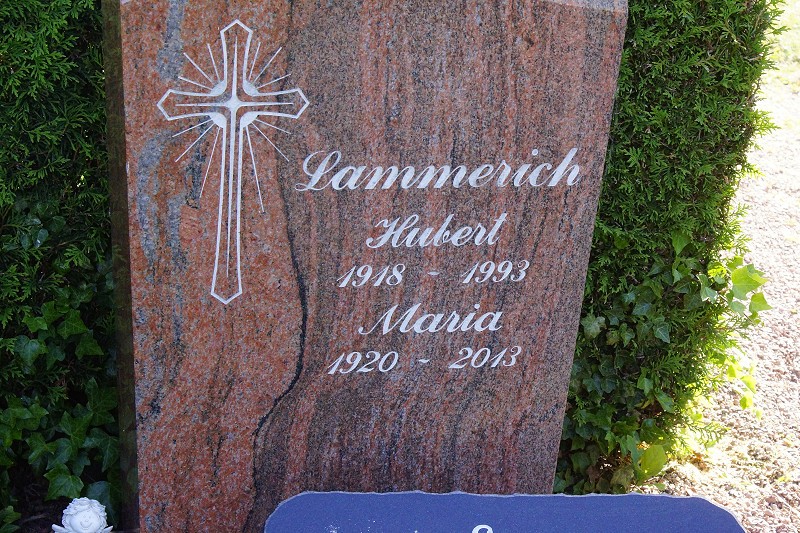 Lammerich
Hubert
1918 - 1993
Maria
1920 - 2013